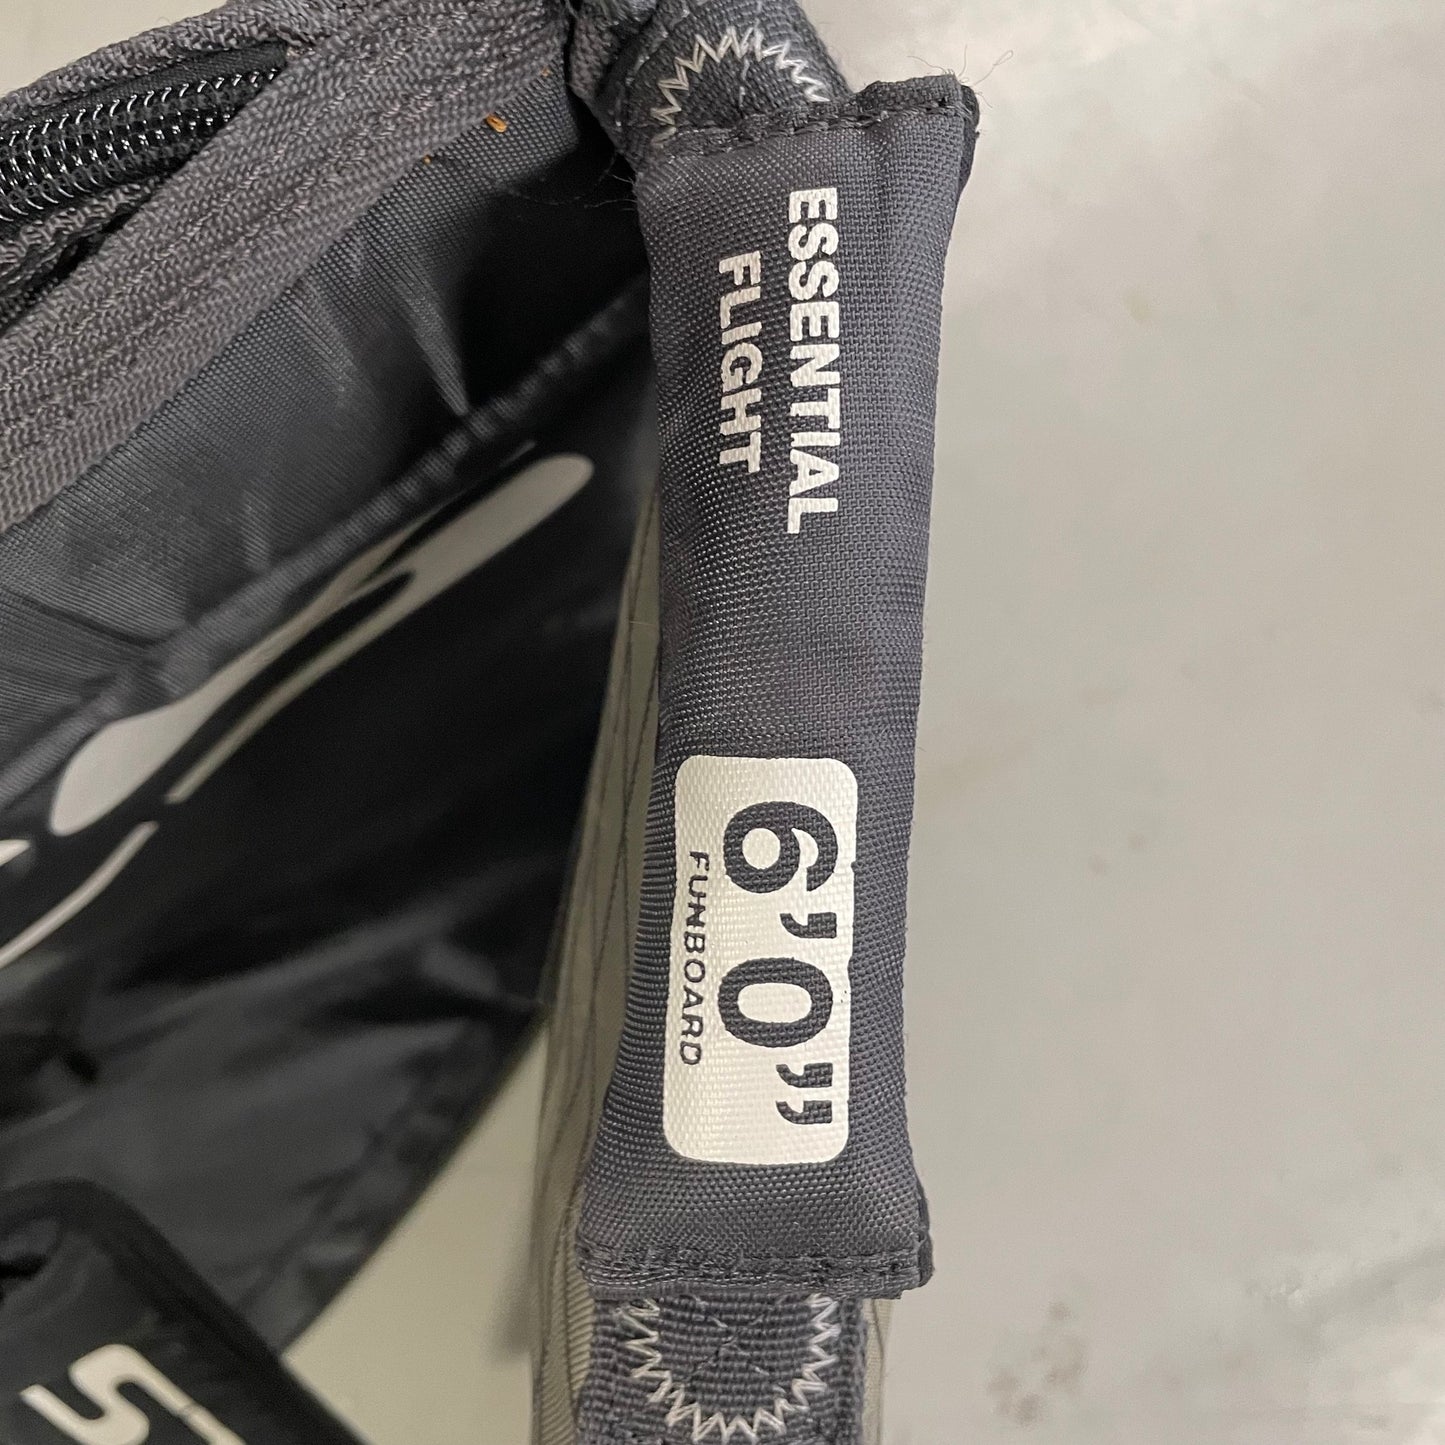 ESSENTIAL
FLIGHT
6'0"
FUNBOARD